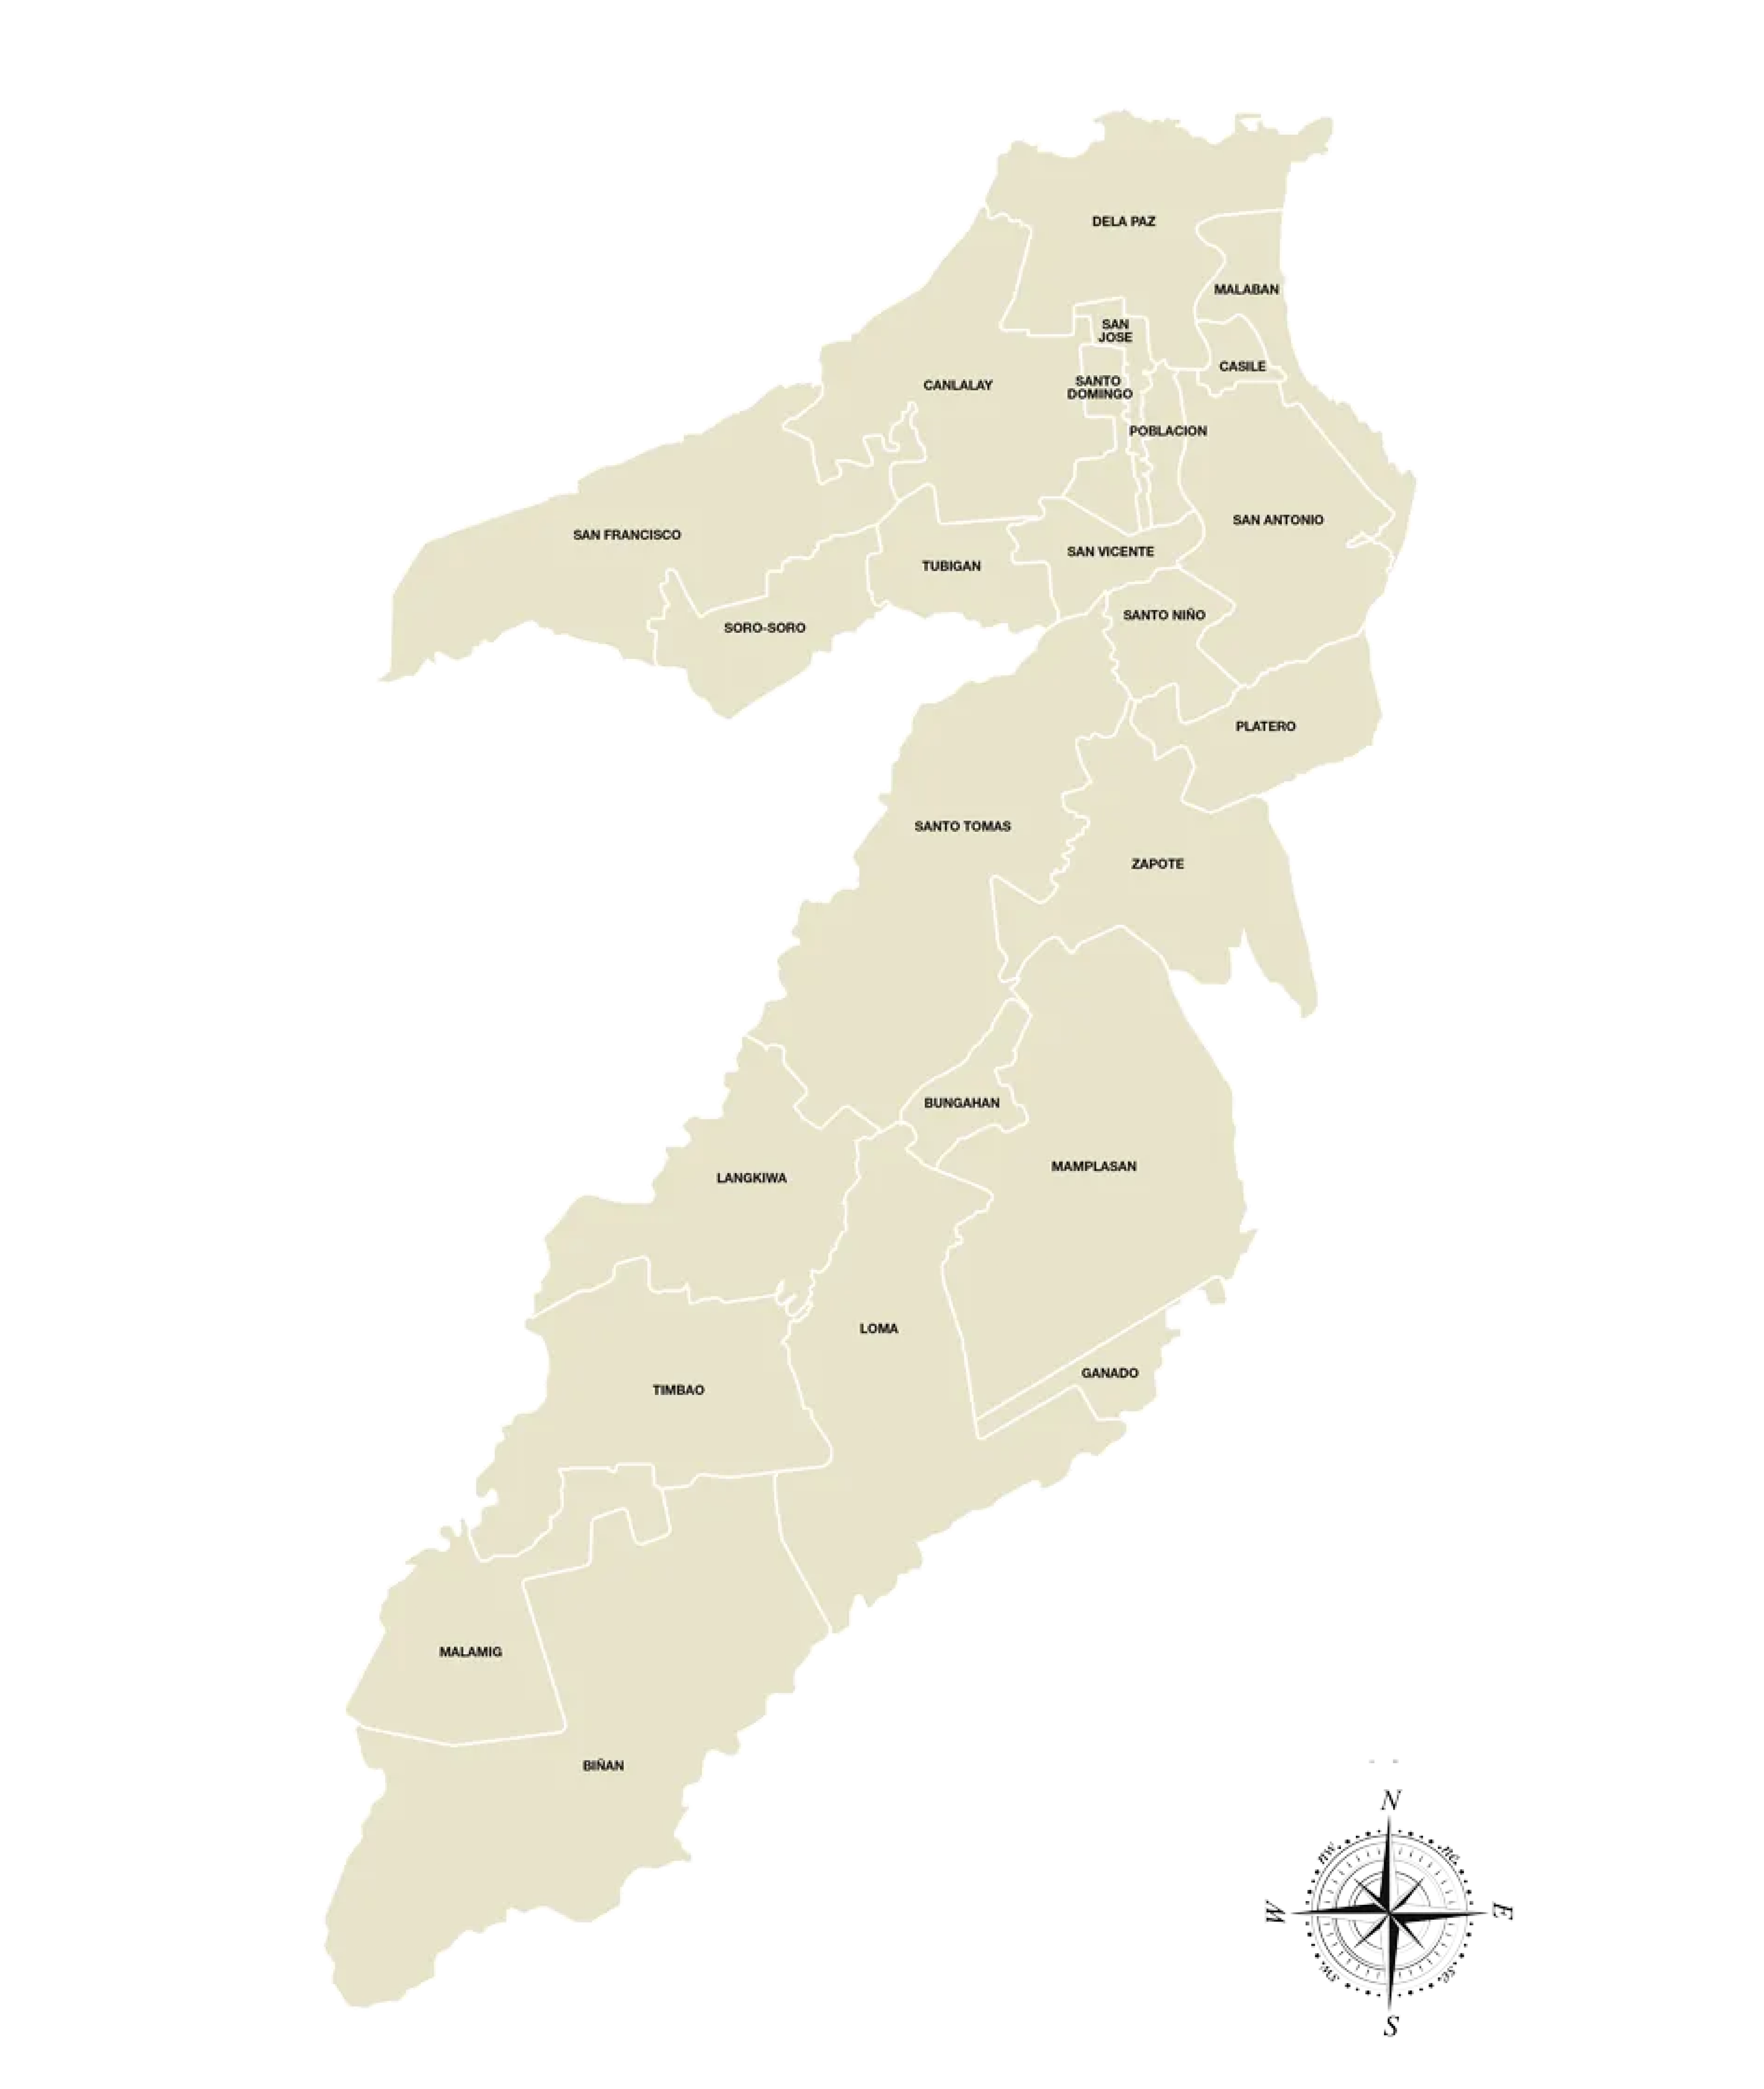 DELA PAZ
MALABAN
SAN
JOSE
CASILE
CANLALAY
SANTO
DOMINGO
POBLACION
SAN ANTONIO
SAN FRANCISCO
SAN VICENTE
TUBIGAN
SANTO NIÑO
SORO-SORO
PLATERO
SANTO TOMAS
ZAPOTE
BUNGAHAN
MAMPLASAN
LANGKIWA
LOMA
GANADO
TIMBAO
MALAMIG
BIÑAN
N
nw
ne
W
E
sw
se
S